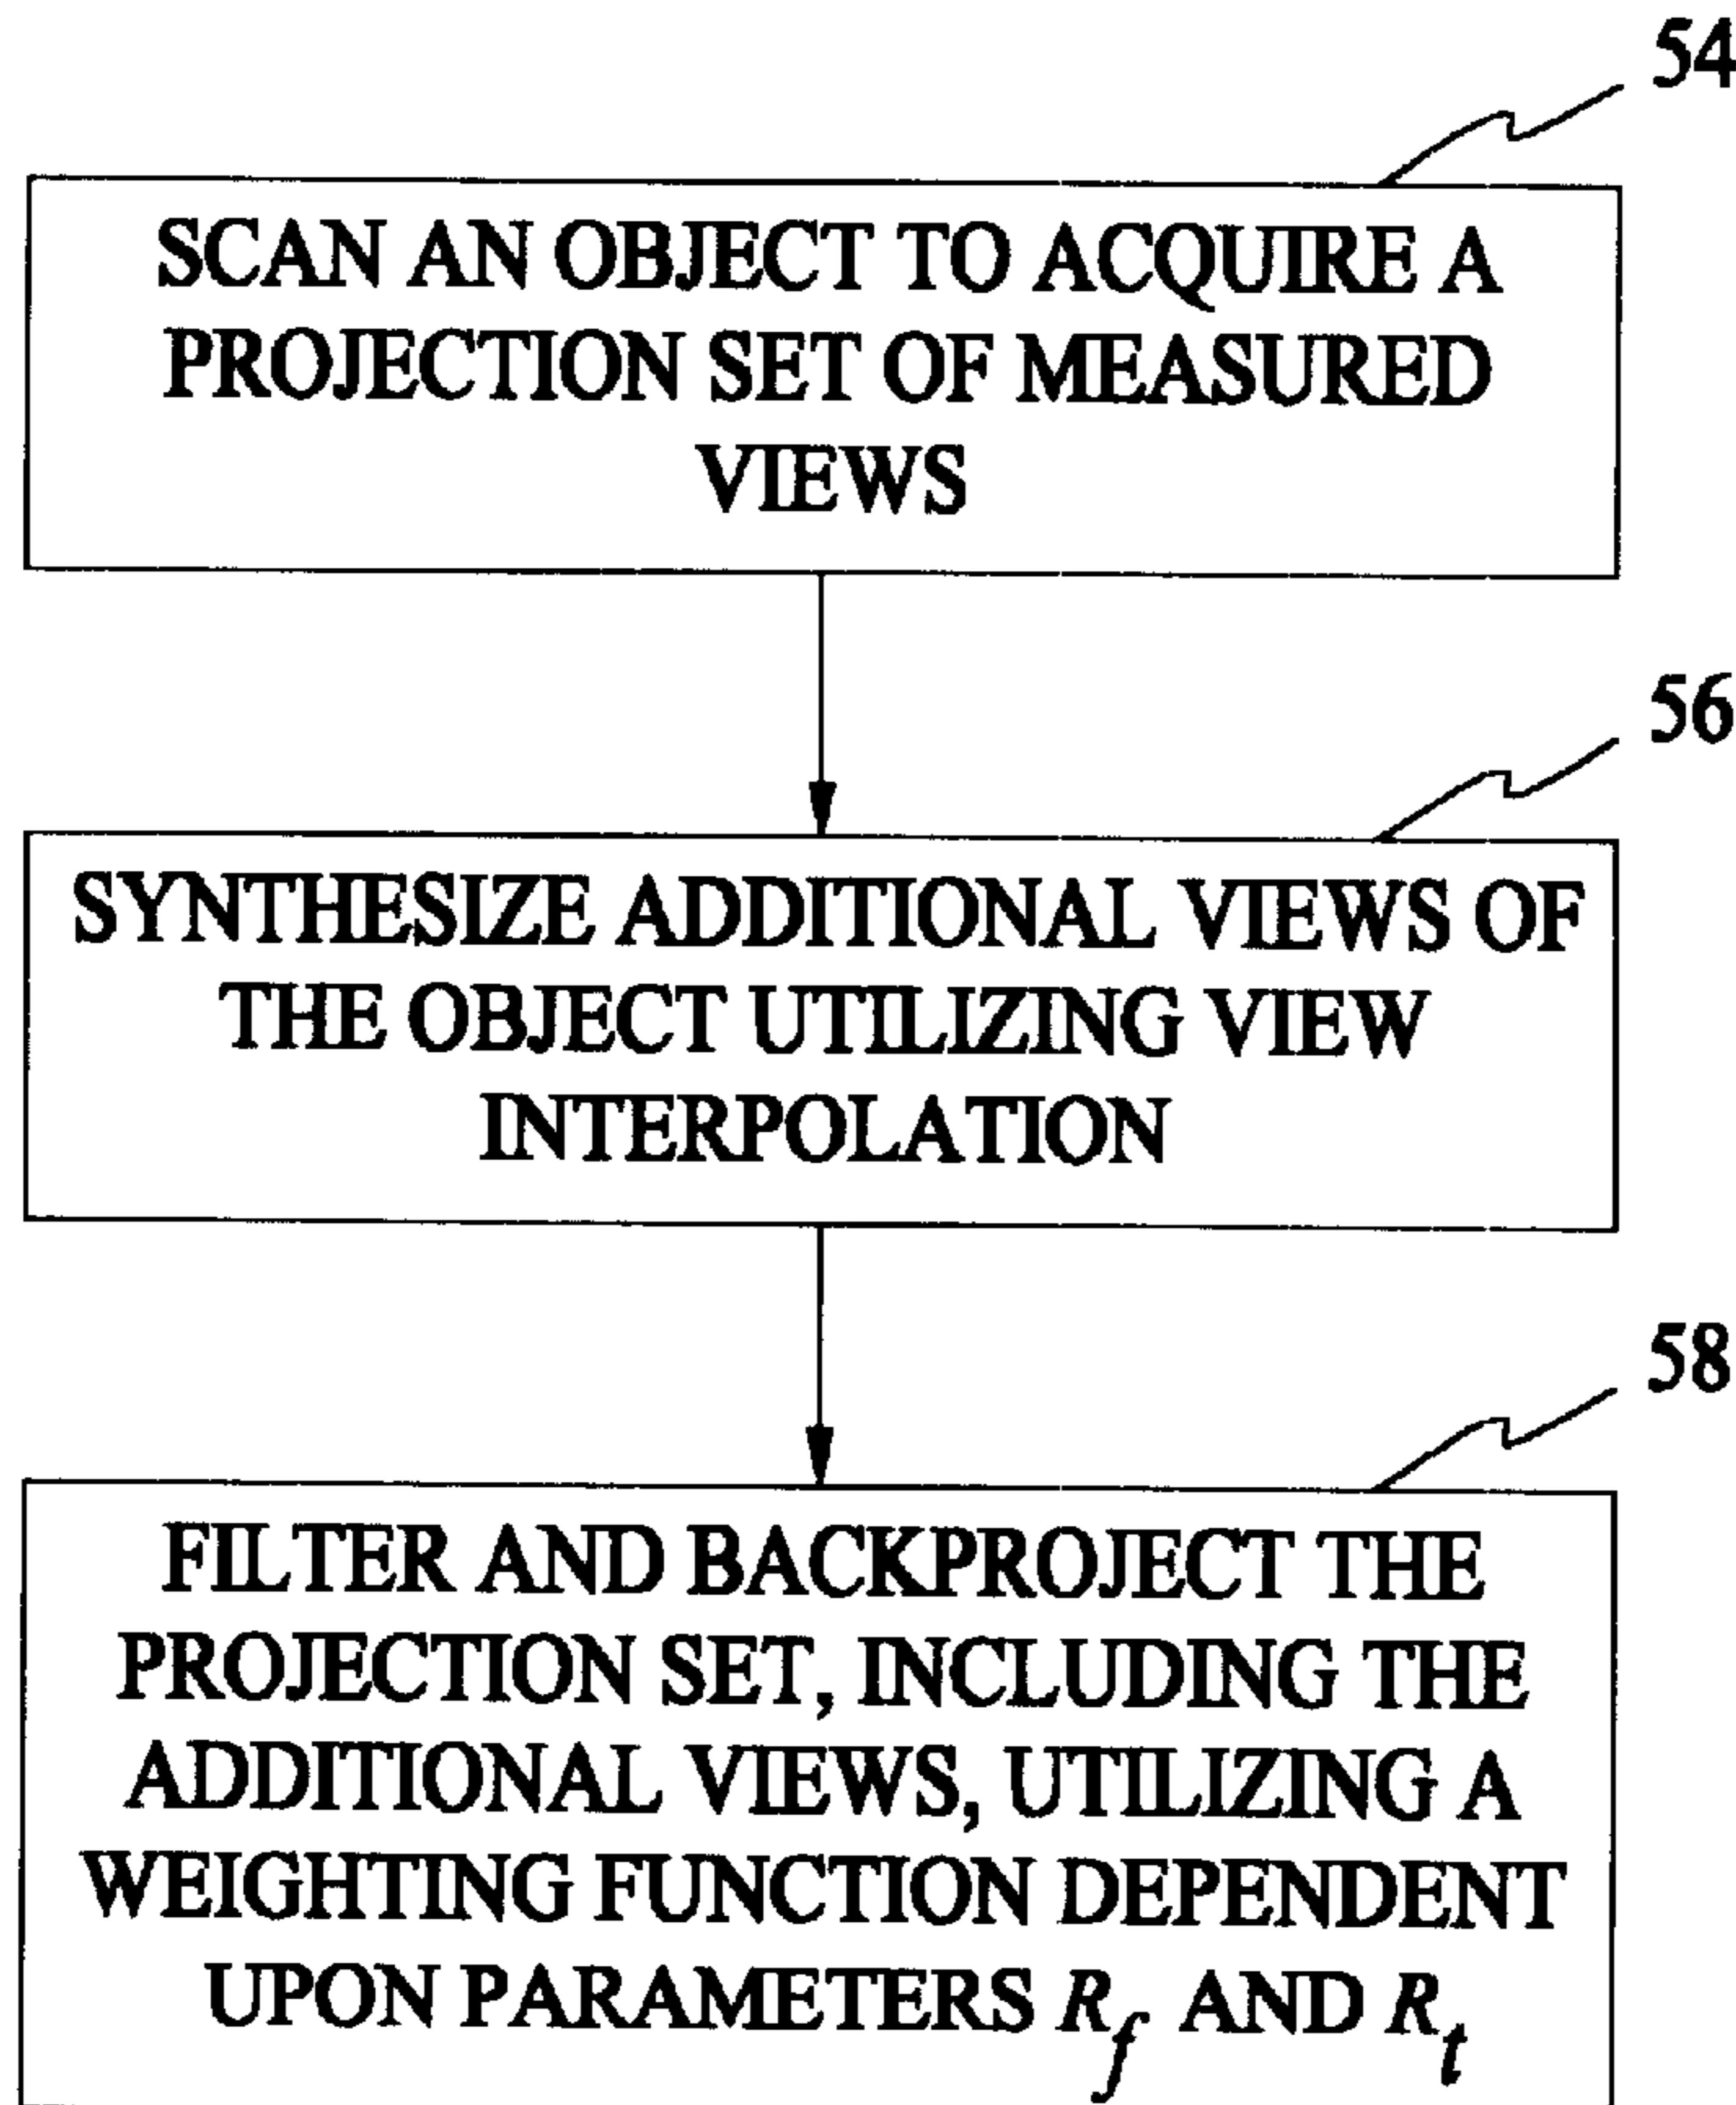 54
SCAN AN OBJECT TO ACQUIRE A
PROJECTION SET OF MEASURED
VIEWS
56
SYNTHESIZE ADDITIONAL VIEWS OF
THE OBJECT UTILIZING VIEW
INTERPOLATION
58
FILTER AND BACKPROJECT THE
PROJECTION SET, INCLUDING THE
ADDITIONAL VIEWS, UTILIZING A
WEIGHTING FUNCTION DEPENDENT
UPON PARAMETERS R_f AND R_t